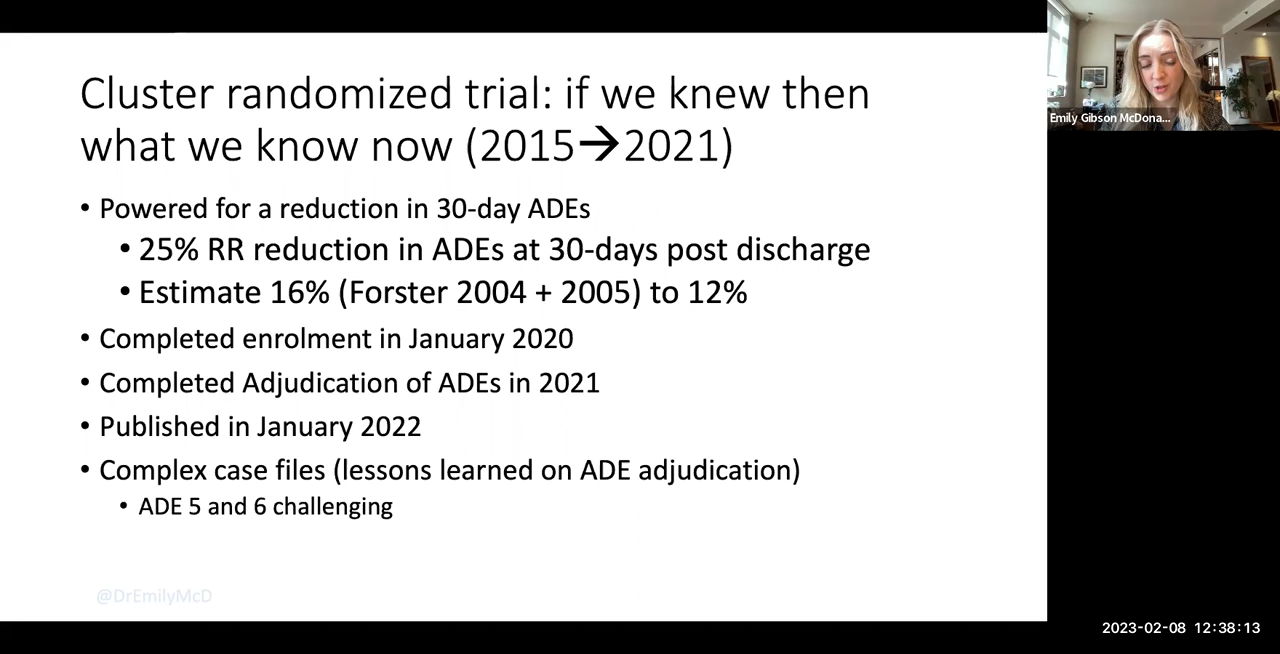 Cluster randomized trial: if we knew then
what we know now (2015→2021)
• Powered for a reduction in 30-day ADEs
• 25% RR reduction in ADEs at 30-days post discharge
• Estimate 16% (Forster 2004 + 2005) to 12%
• Completed enrolment in January 2020
• Completed Adjudication of ADEs in 2021
• Published in January 2022
• Complex case files (lessons learned on ADE adjudication)
• ADE 5 and 6 challenging
@DrEmilyMcD
Emily Gibson McDona...
2023-02-08 12:38:13